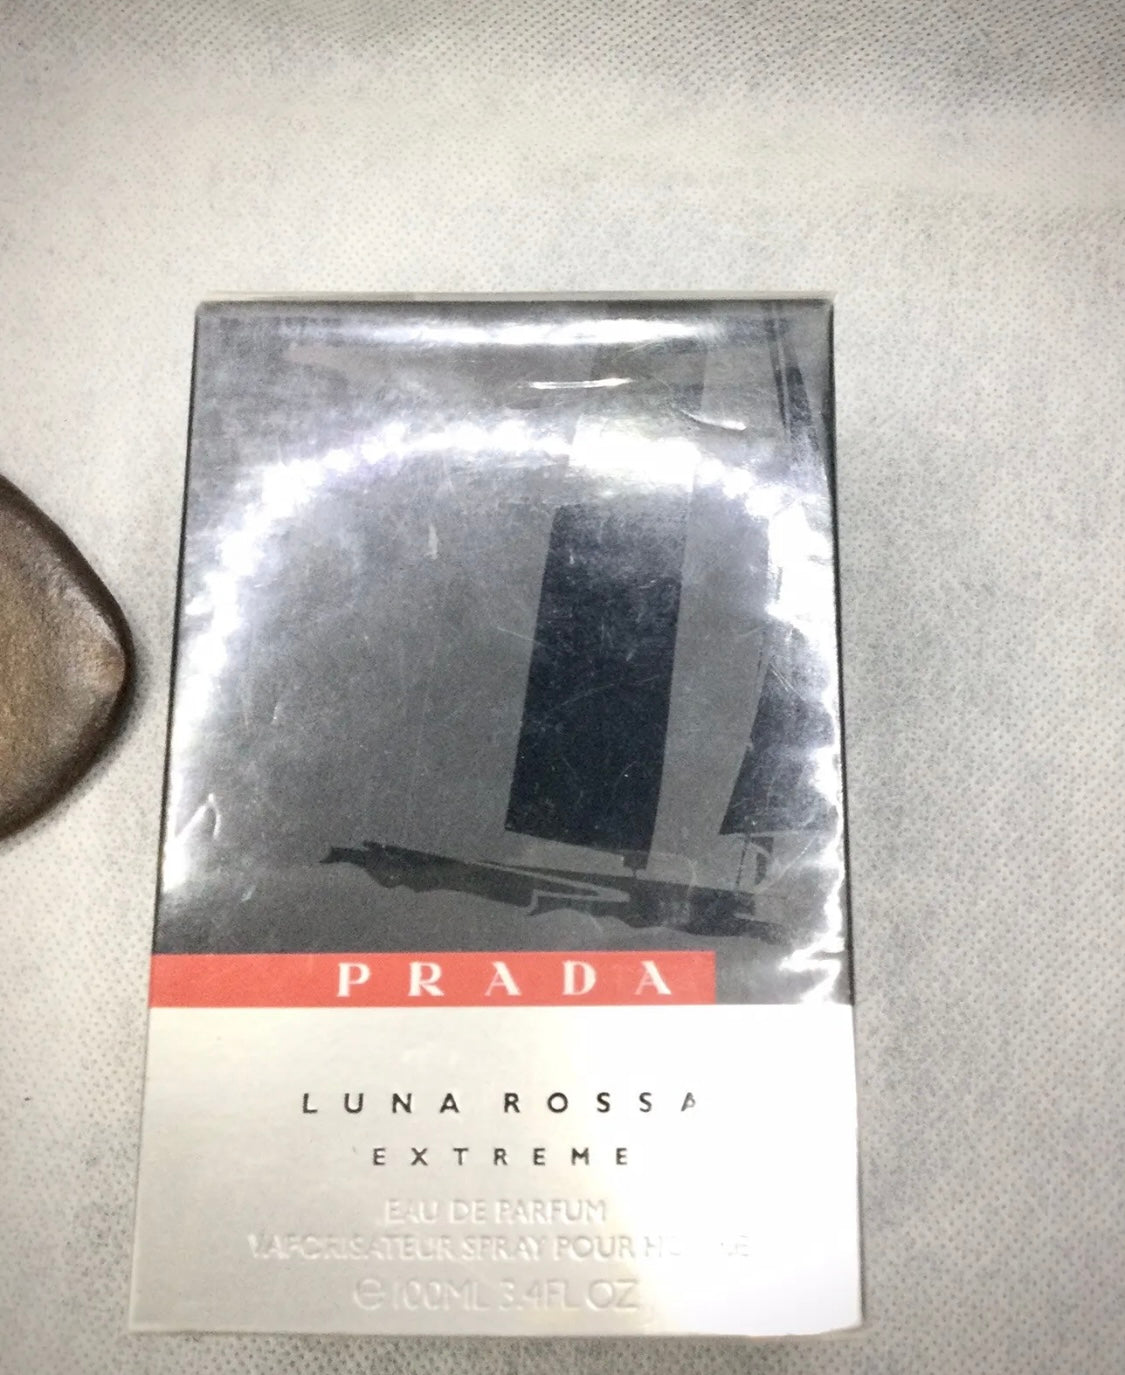 PRADA
LUNA ROSSA
EXTREME
EAU DE PARFUM
VAPORISATEUR SPRAY POUR HOMME
℮100ML 3.4FL OZ